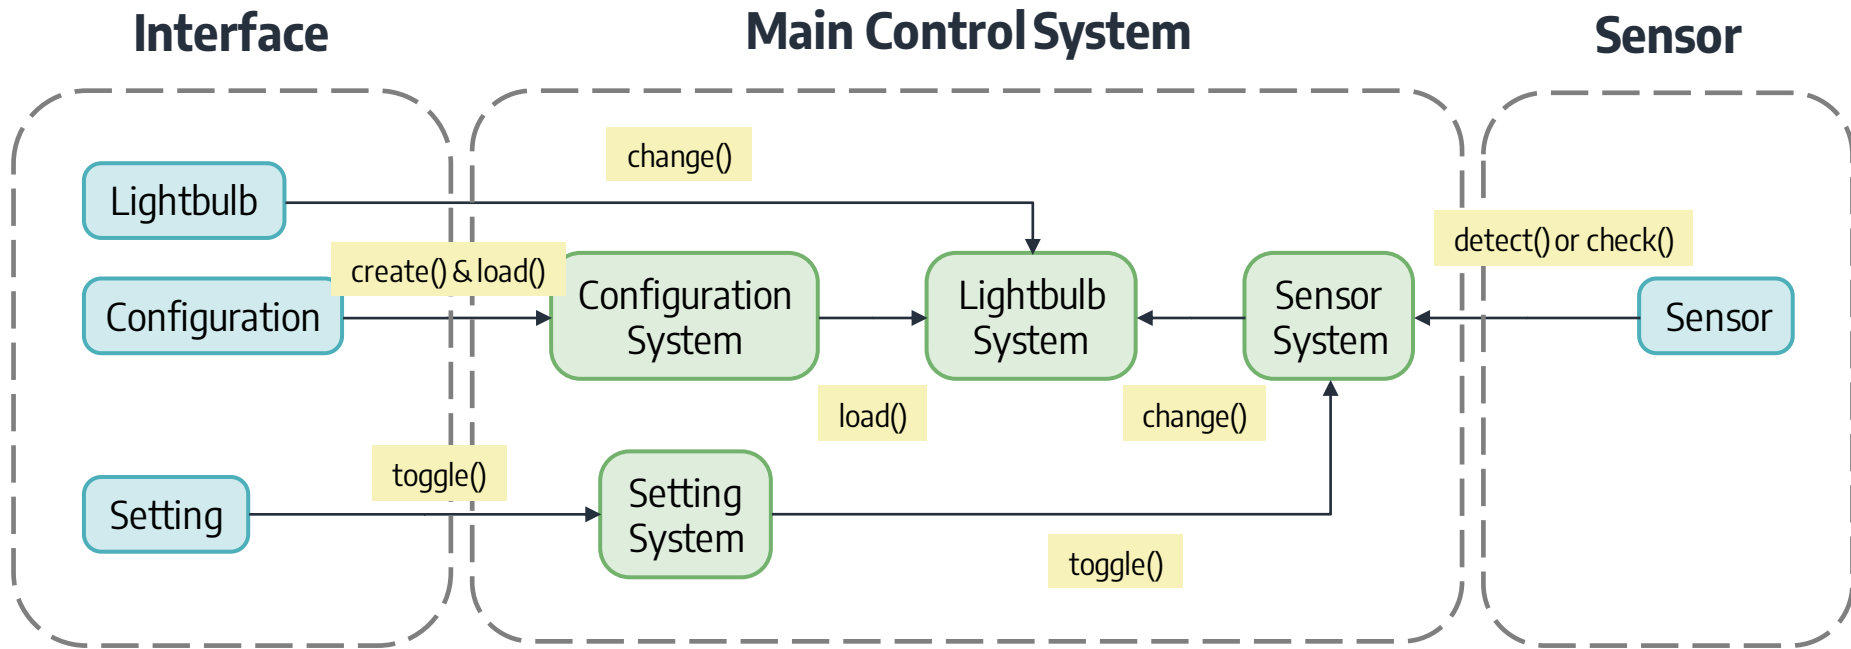 Interface
Main Control System
Sensor
change()
Lightbulb
detect() or check()
create() & load()
Configuration
Configuration
System
Lightbulb
System
Sensor
System
Sensor
load()
change()
toggle()
Setting
Setting
System
toggle()